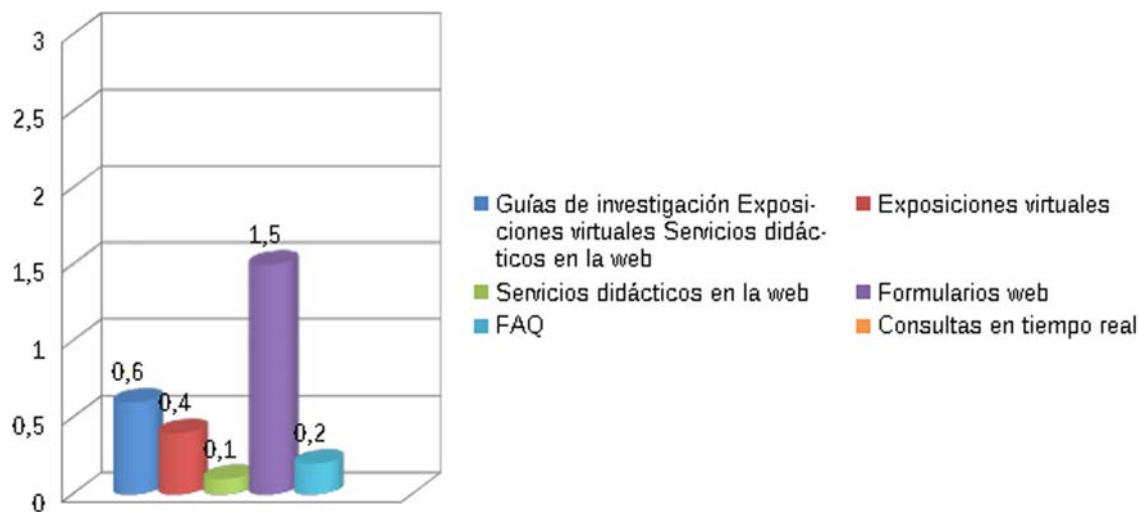 3
2,5
2
1,5
1
0,5
0
0,6
0,4
0,1
1,5
0,2
Guías de investigación Exposi-
ciones virtuales Servicios didác-
ticos en la web
Exposiciones virtuales
Servicios didácticos en la web
Formularios web
FAQ
Consultas en tiempo real